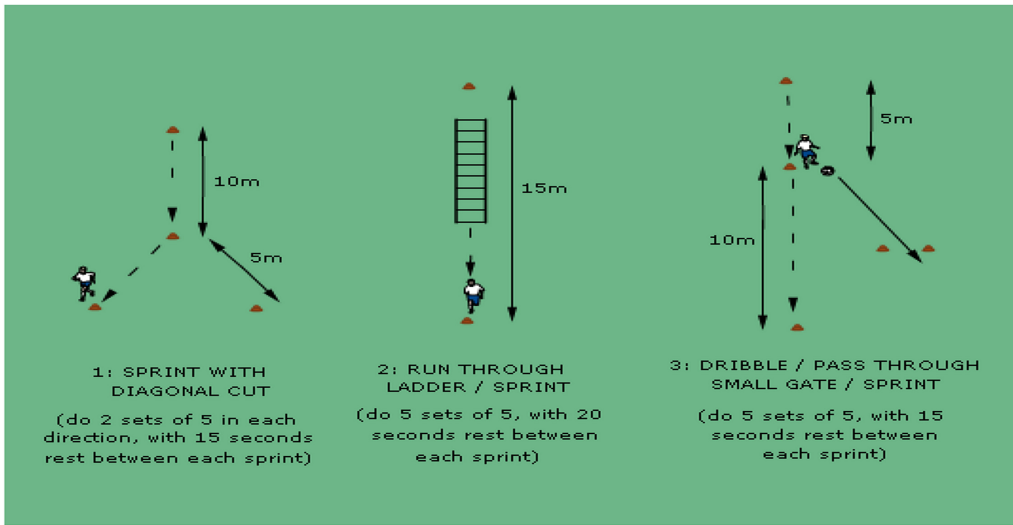 10m
5m
1: SPRINT WITH
DIAGONAL CUT
(do 2 sets of 5 in each
direction, with 15 seconds
rest between each sprint)
15m
2: RUN THROUGH
LADDER / SPRINT
(do 5 sets of 5, with 20
seconds rest between
each sprint)
5m
10m
3: DRIBBLE / PASS THROUGH
SMALL GATE / SPRINT
(do 5 sets of 5, with 15
seconds rest between
each sprint)